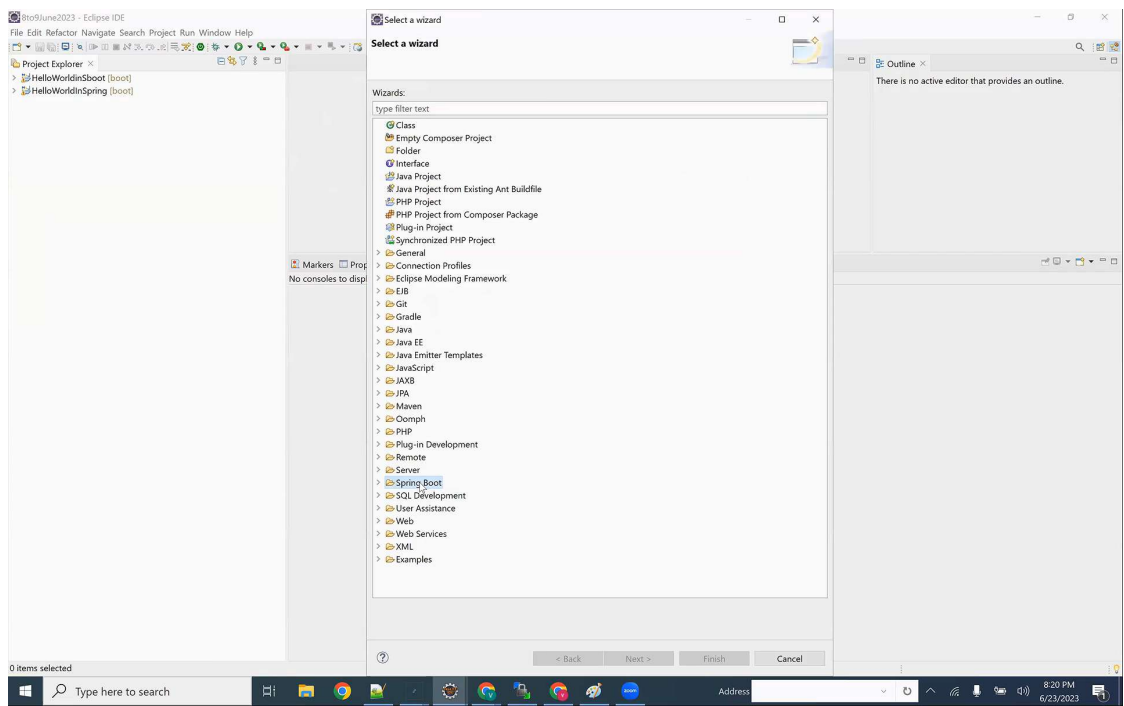 8to9June2023 - Eclipse IDE
File Edit Refactor Navigate Search Project Run Window Help
Project Explorer
HelloWorldinSboot [boot]
HelloWorldInSpring [boot]
Select a wizard
Select a wizard
Wizards:
type filter text
Class
Empty Composer Project
Folder
Interface
Java Project
Java Project from Existing Ant Buildfile
PHP Project
PHP Project from Composer Package
Plug-in Project
Synchronized PHP Project
General
Connection Profiles
Eclipse Modeling Framework
EJB
Git
Gradle
Java
Java EE
Java Emitter Templates
JavaScript
JAXB
JPA
Maven
Oomph
PHP
Plug-in Development
Remote
Server
Spring Boot
SQL Development
User Assistance
Web
Web Services
XML
Examples
< Back Next > Finish Cancel
Markers Prop
No consoles to displ
Outline
There is no active editor that provides an outline.
0 items selected
Type here to search
zoom
Address
8:20 PM
6/23/2023